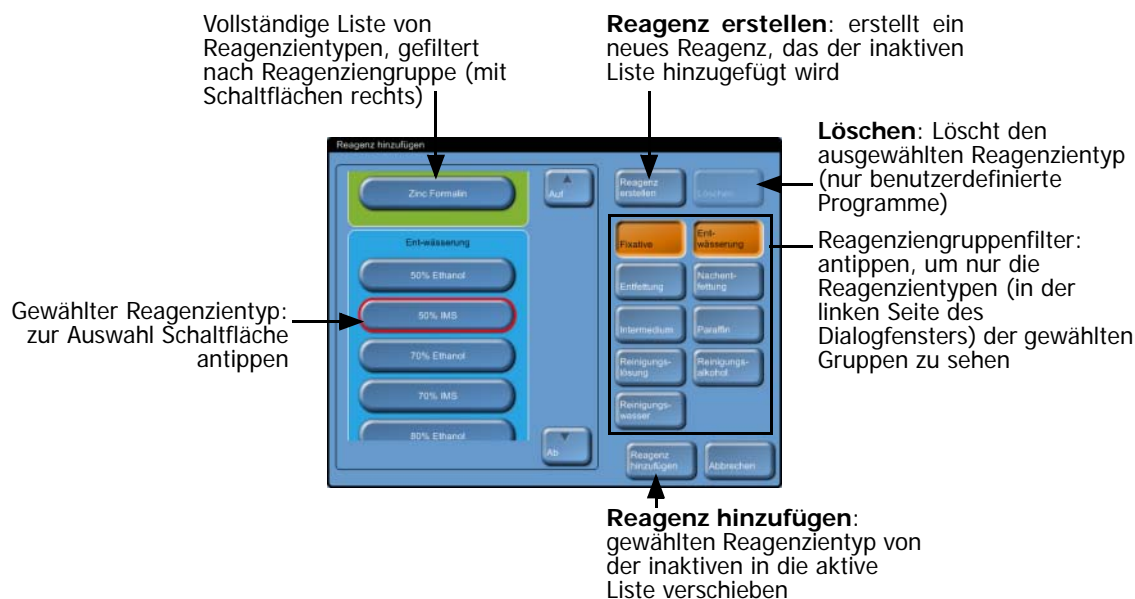 Vollständige Liste von
Reagenzientypen, gefiltert
nach Reagenziengruppe (mit
Schaltflächen rechts)
Reagenz erstellen: erstellt ein
neues Reagenz, das der inaktiven
Liste hinzugefügt wird
Löschen: Löscht den
ausgewählten Reagenzientyp
(nur benutzerdefinierte
Programme)
Reagenziengruppenfilter:
antippen, um nur die
Reagenzientypen (in der
linken Seite des
Dialogfensters) der gewählten
Gruppen zu sehen
Gewählter Reagenzientyp:
zur Auswahl Schaltfläche
antippen
Reagenz hinzufügen
Zinc Formalin
Ent-wässerung
50% Ethanol
50% IMS
70% Ethanol
70% IMS
80% Ethanol
Auf
Ab
Reagenz
erstellen
Löschen
Fixative
Ent-
wässerung
Entfettung
Nachent-
fettung
Intermedium
Paraffin
Reinigungs-
lösung
Reinigungs-
alkohol
Reinigungs-
wasser
Reagenz
hinzufügen
Abbrechen
Reagenz hinzufügen:
gewählten Reagenzientyp von
der inaktiven in die aktive
Liste verschieben